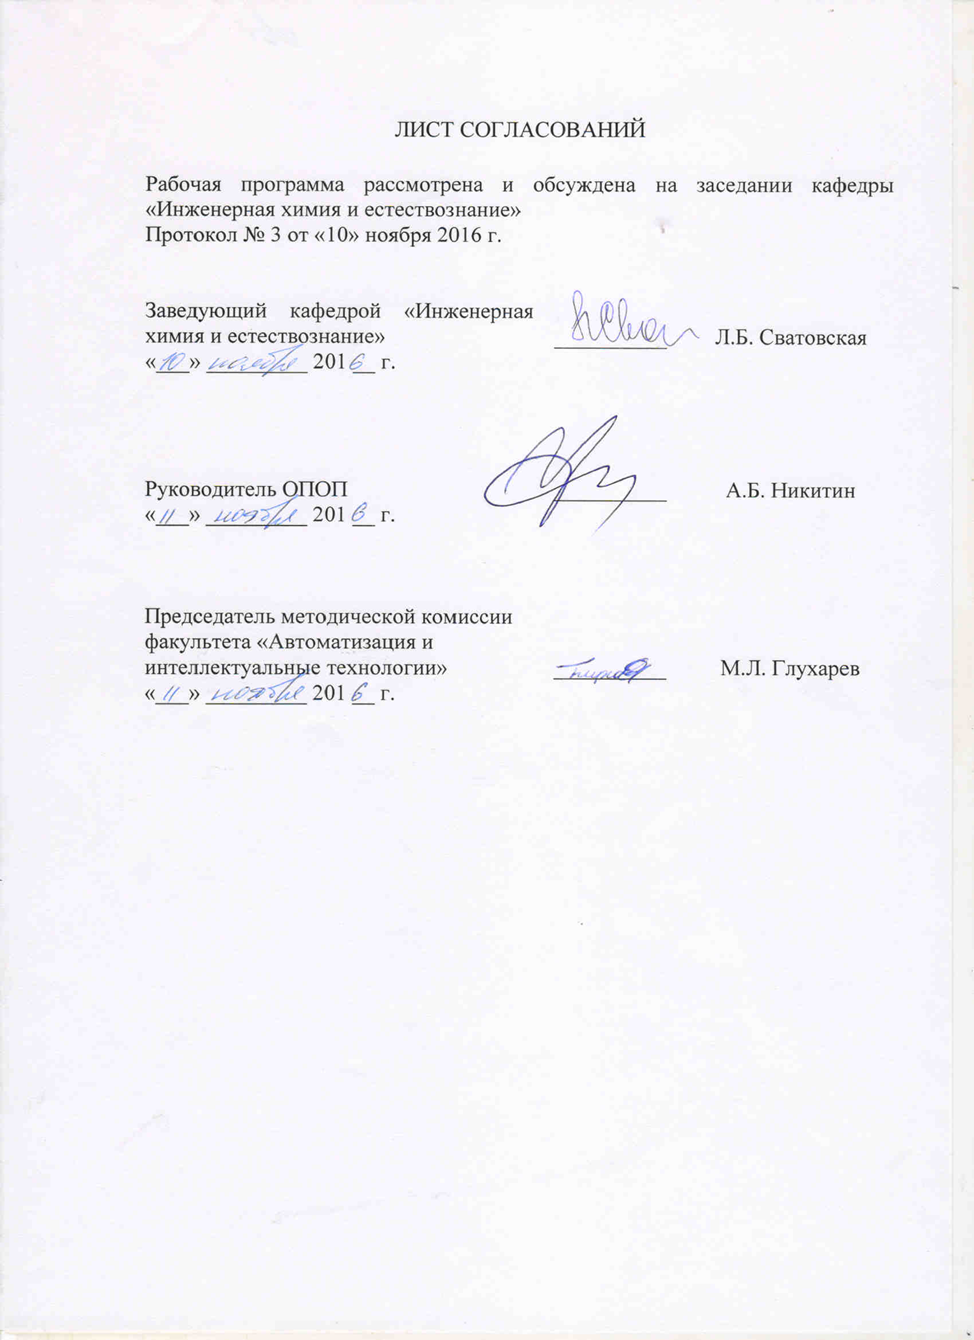 ЛИСТ СОГЛАСОВАНИЙ
Рабочая программа рассмотрена и обсуждена на заседании кафедры
«Инженерная химия и естествознание»
Протокол № 3 от «10» ноября 2016 г.
Заведующий кафедрой «Инженерная
химия и естествознание» Л.Б. Сватовская
«10» ноября 2016 г.
Руководитель ОПОП А.Б. Никитин
«11» ноября 2016 г.
Председатель методической комиссии
факультета «Автоматизация и
интеллектуальные технологии» М.Л. Глухарев
«11» ноября 2016 г.